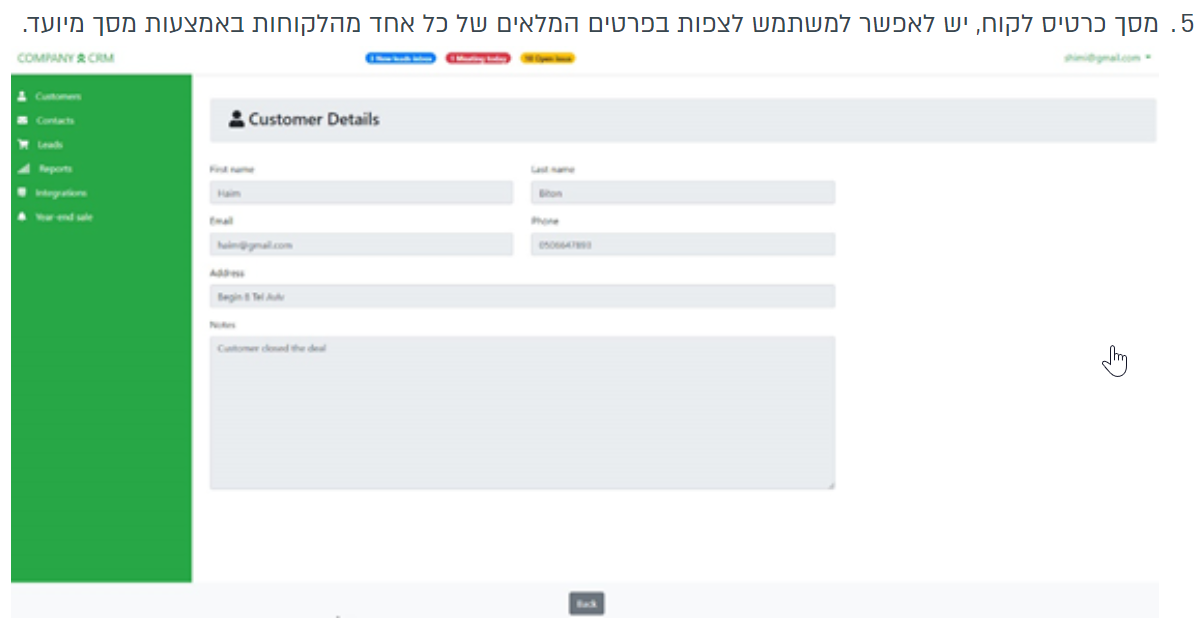 5. מסך כרטיס לקוח, יש לאפשר למשתמש לצפות בפרטים המלאים של כל אחד מהלקוחות באמצעות מסך מיועד.
COMPANY CRM
3 New leads inbox 1 Meeting today 10 Open issue shimi@gmail.com
Customers
Contacts
Leads
Reports
Integrations
Year-end sale
Customer Details
First name Last name
Haim Biton
Email Phone
haim@gmail.com
Address
Begin 8 Tel Aviv
Notes
Customer closed the deal
Back